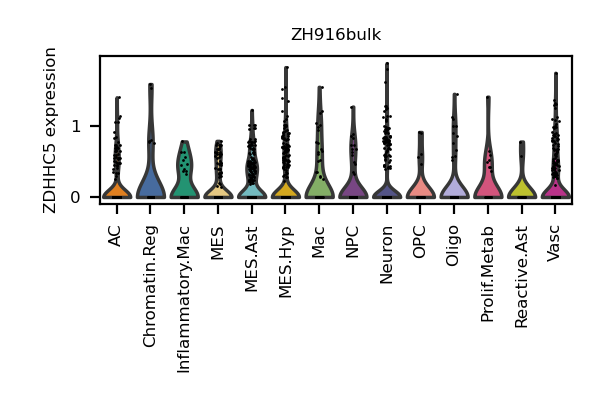 ZH916bulk
ZDHHC5 expression
1
0
AC
Chromatin.Reg
Inflammatory.Mac
MES
MES.Ast
MES.Hyp
Mac
NPC
Neuron
OPC
Oligo
Prolif.Metab
Reactive.Ast
Vasc